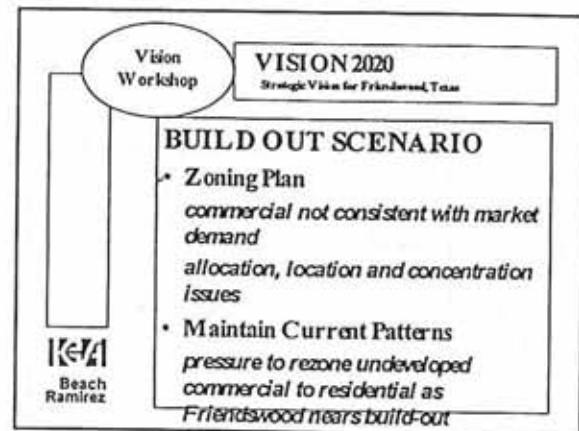 Vision
Workshop
VISION 2020
Strategic Vision for Friendswood, Texas
BUILD OUT SCENARIO
• Zoning Plan
commercial not consistent with market
demand
allocation, location and concentration
issues
• Maintain Current Patterns
pressure to rezone undeveloped
commercial to residential as
Friendswood nears build-out
Beach
Ramirez